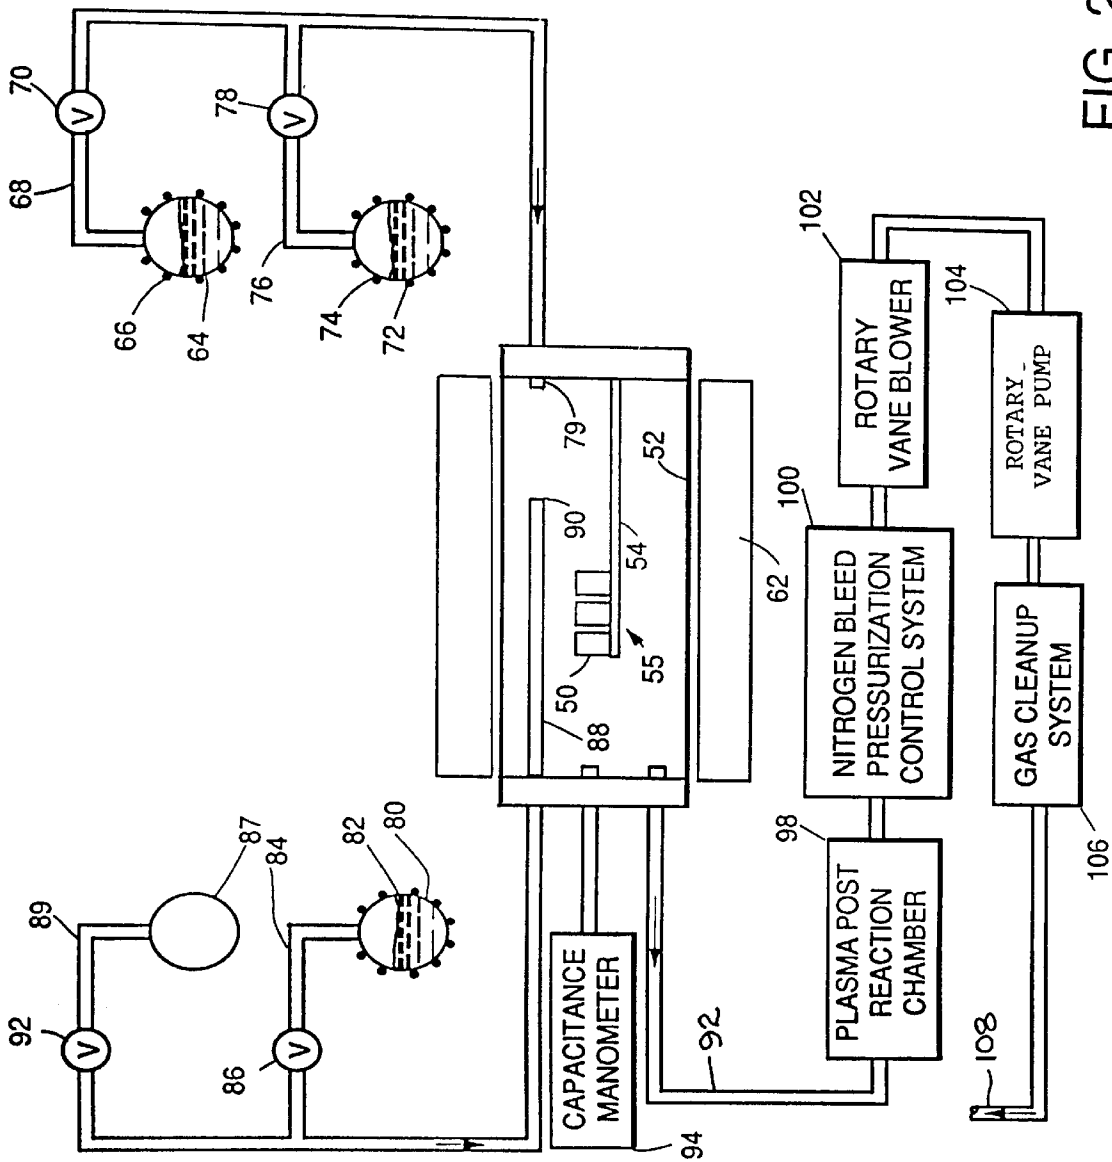 92
68
70
89
66
64
86
78
87
84
76
74
82
80
72
50
88
79
90
54
52
55
62
CAPACITANCE
MANOMETER
94
92
98
PLASMA POST
REACTION
CHAMBER
100
NITROGEN BLEED
PRESSURIZATION
CONTROL SYSTEM
102
ROTARY
VANE BLOWER
104
ROTARY
VANE PUMP
GAS CLEANUP
SYSTEM
106
108
FIG.